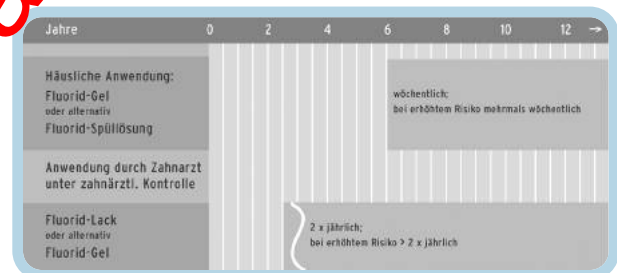 Jahre 0 2 4 6 8 10 12 →
Häusliche Anwendung:
Fluorid-Gel
oder alternativ
Fluorid-Spüllösung
wöchentlich;
bei erhöhtem Risiko mehrmals wöchentlich
Anwendung durch Zahnarzt
unter zahnärztl. Kontrolle
Fluorid-Lack
oder alternativ
Fluorid-Gel
2 x jährlich;
bei erhöhtem Risiko > 2 x jährlich